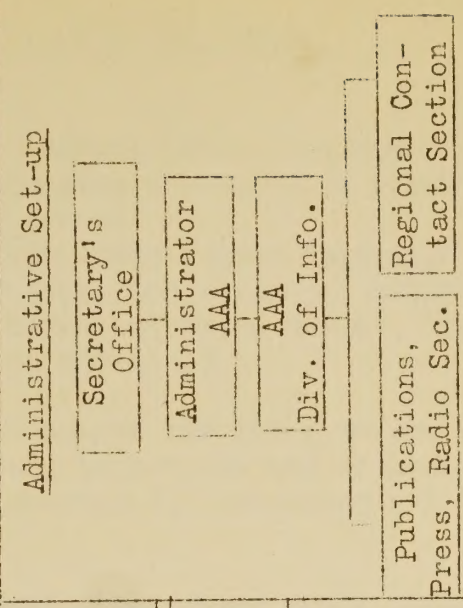 Administrative Set-up
Secretary's
Office
Administrator
AAA
AAA
Div. of Info.
Publications,
Press, Radio Sec.
Regional Con-
tact Section